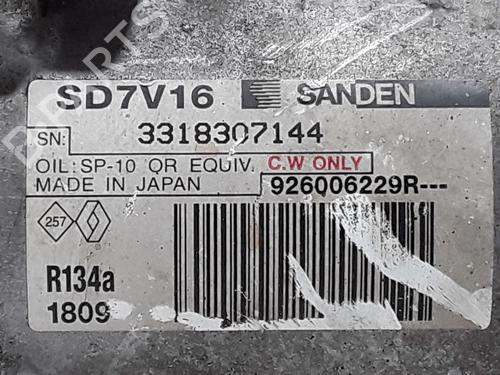 SD7V16 SANDEN
SN: 3318307144
OIL: SP-10 OR EQUIV. C.W ONLY
MADE IN JAPAN 926006229R---
257
R134a
1809